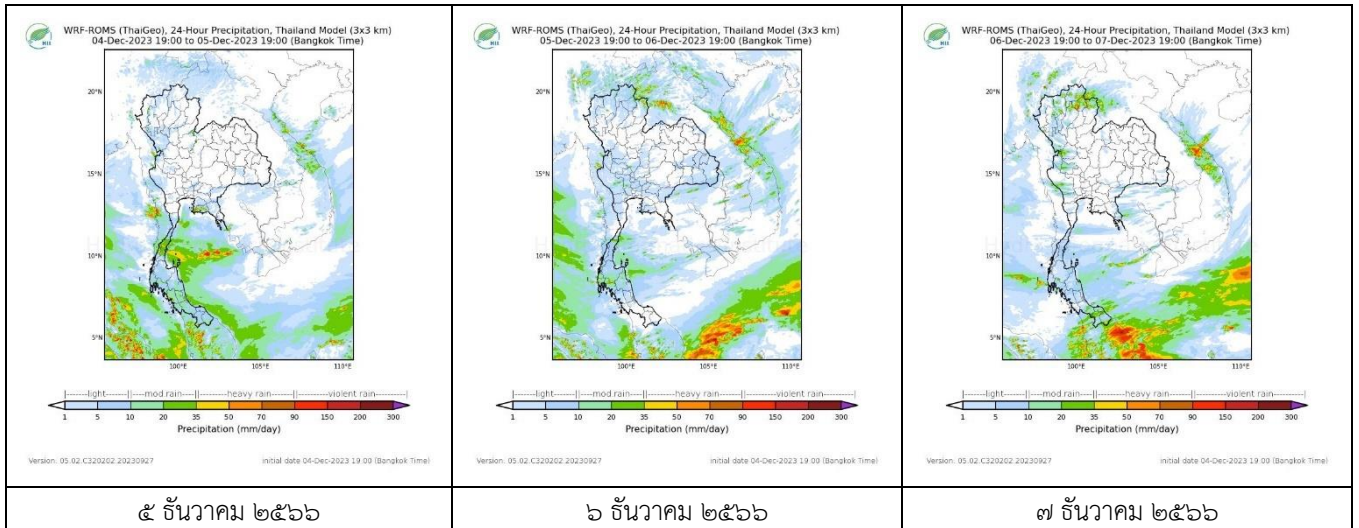 WRF-ROMS (ThaiGeo), 24-Hour Precipitation, Thailand Model (3x3 km)
04-Dec-2023 19:00 to 05-Dec-2023 19:00 (Bangkok Time)
20°N
15°N
10°N
5°N
100°E 105°E 110°E
light mod.rain heavy rain violent rain
1 5 10 20 35 50 70 90 150 200 300
Precipitation (mm/day)
Version: 05.02.C320202.20230927 initial date 04-Dec-2023 19:00 (Bangkok Time)
๕ ธันวาคม ๒๕๖๖
WRF-ROMS (ThaiGeo), 24-Hour Precipitation, Thailand Model (3x3 km)
05-Dec-2023 19:00 to 06-Dec-2023 19:00 (Bangkok Time)
20°N
15°N
10°N
5°N
100°E 105°E 110°E
light mod.rain heavy rain violent rain
1 5 10 20 35 50 70 90 150 200 300
Precipitation (mm/day)
Version: 05.02.C320202.20230927 initial date 04-Dec-2023 19:00 (Bangkok Time)
๖ ธันวาคม ๒๕๖๖
WRF-ROMS (ThaiGeo), 24-Hour Precipitation, Thailand Model (3x3 km)
06-Dec-2023 19:00 to 07-Dec-2023 19:00 (Bangkok Time)
20°N
15°N
10°N
5°N
100°E 105°E 110°E
light mod.rain heavy rain violent rain
1 5 10 20 35 50 70 90 150 200 300
Precipitation (mm/day)
Version: 05.02.C320202.20230927 initial date 04-Dec-2023 19:00 (Bangkok Time)
๗ ธันวาคม ๒๕๖๖